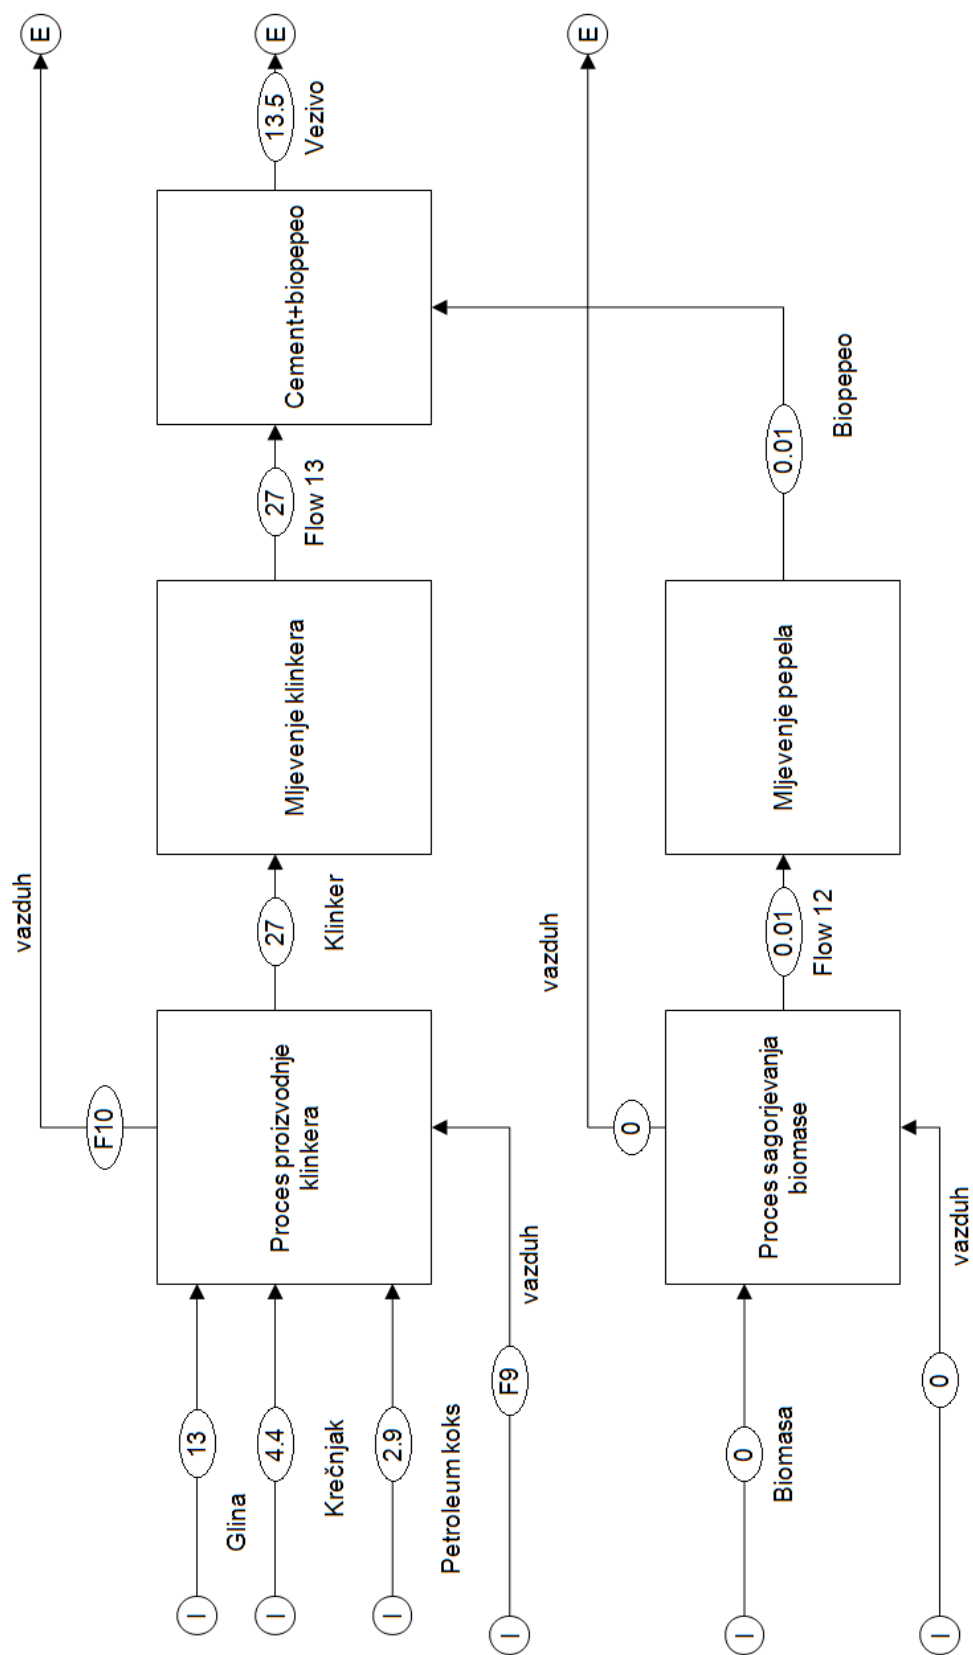 vazduh
E
F10
I
13
Glina
I
4.4
Krečnjak
I
2.9
Petroleum koks
I
F9
vazduh
Proces proizvodnje
klinkera
27
Klinker
Mljevenje klinkera
27
Flow 13
Cement+biopepeo
13.5
Vezivo
E
vazduh
E
0
I
0
Biomasa
I
0
vazduh
Proces sagorjevanja
biomase
0.01
Flow 12
Mljevenje pepela
0.01
Biopepeo